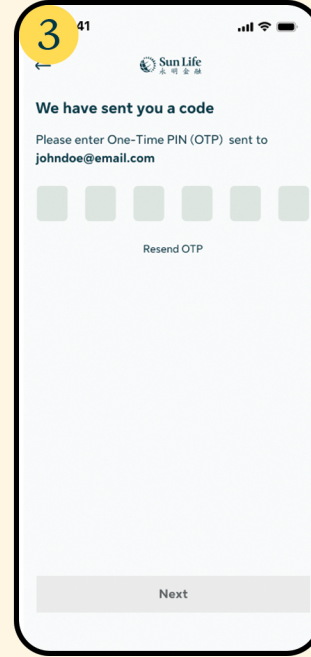 3
41
←
Sun Life
永明金融
We have sent you a code
Please enter One-Time PIN (OTP) sent to
johndoe@email.com
Resend OTP
Next